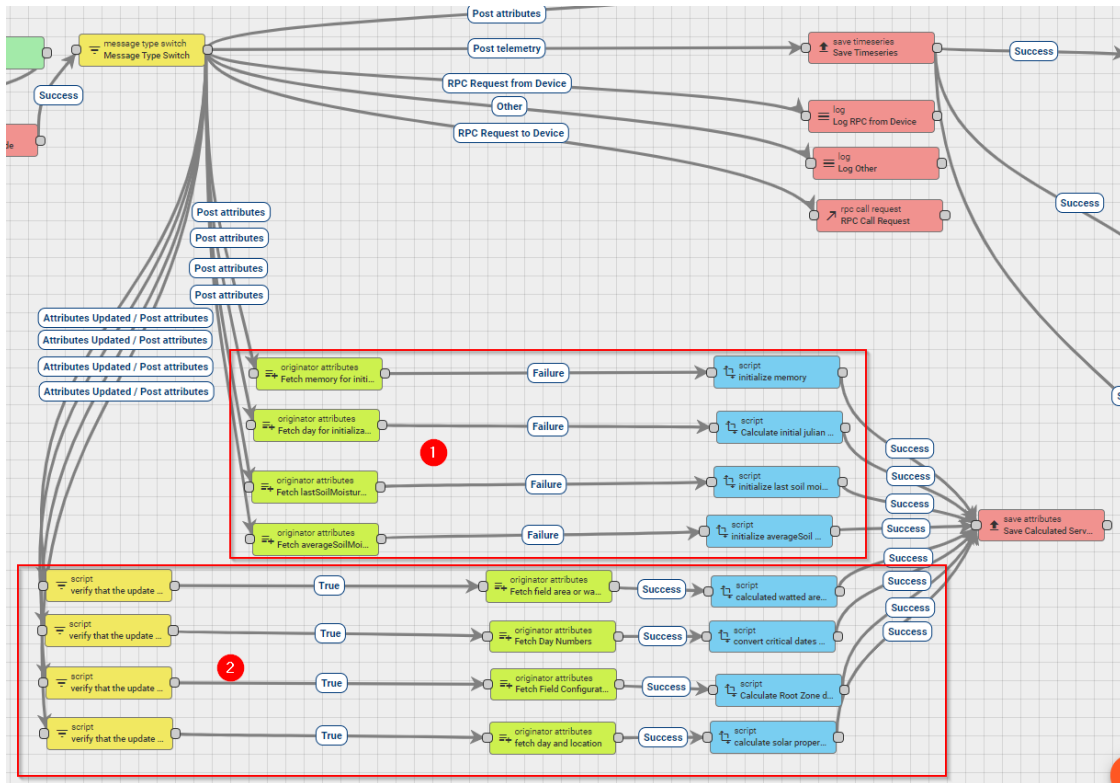 Post attributes
message type switch
Message Type Switch
Post telemetry
save timeseries
Save Timeseries
Success
Success
RPC Request from Device
Other
log
Log RPC from Device
RPC Request to Device
de
log
Log Other
Success
rpc call request
RPC Call Request
Post attributes
Post attributes
Post attributes
Post attributes
Attributes Updated / Post attributes
Attributes Updated / Post attributes
Attributes Updated / Post attributes
Attributes Updated / Post attributes
originator attributes
Fetch memory for initi...
Failure
script
initialize memory
S
originator attributes
Fetch day for initializa...
Failure
script
Calculate initial julian ...
1
Success
originator attributes
Fetch lastSoilMoistur...
Failure
script
initialize last soil moi...
Success
Success
originator attributes
Fetch averageSoilMoi...
Failure
script
initialize averageSoil ...
Success
save attributes
Save Calculated Serv...
Success
script
verify that the update ...
True
originator attributes
Fetch field area or wa...
Success
script
calculated watted are...
Success
Success
script
verify that the update ...
True
originator attributes
Fetch Day Numbers
Success
script
convert critical dates ...
Success
2
script
verify that the update ...
True
originator attributes
Fetch Field Configurat...
Success
script
Calculate Root Zone d...
script
verify that the update ...
True
originator attributes
fetch day and location
Success
script
calculate solar proper...